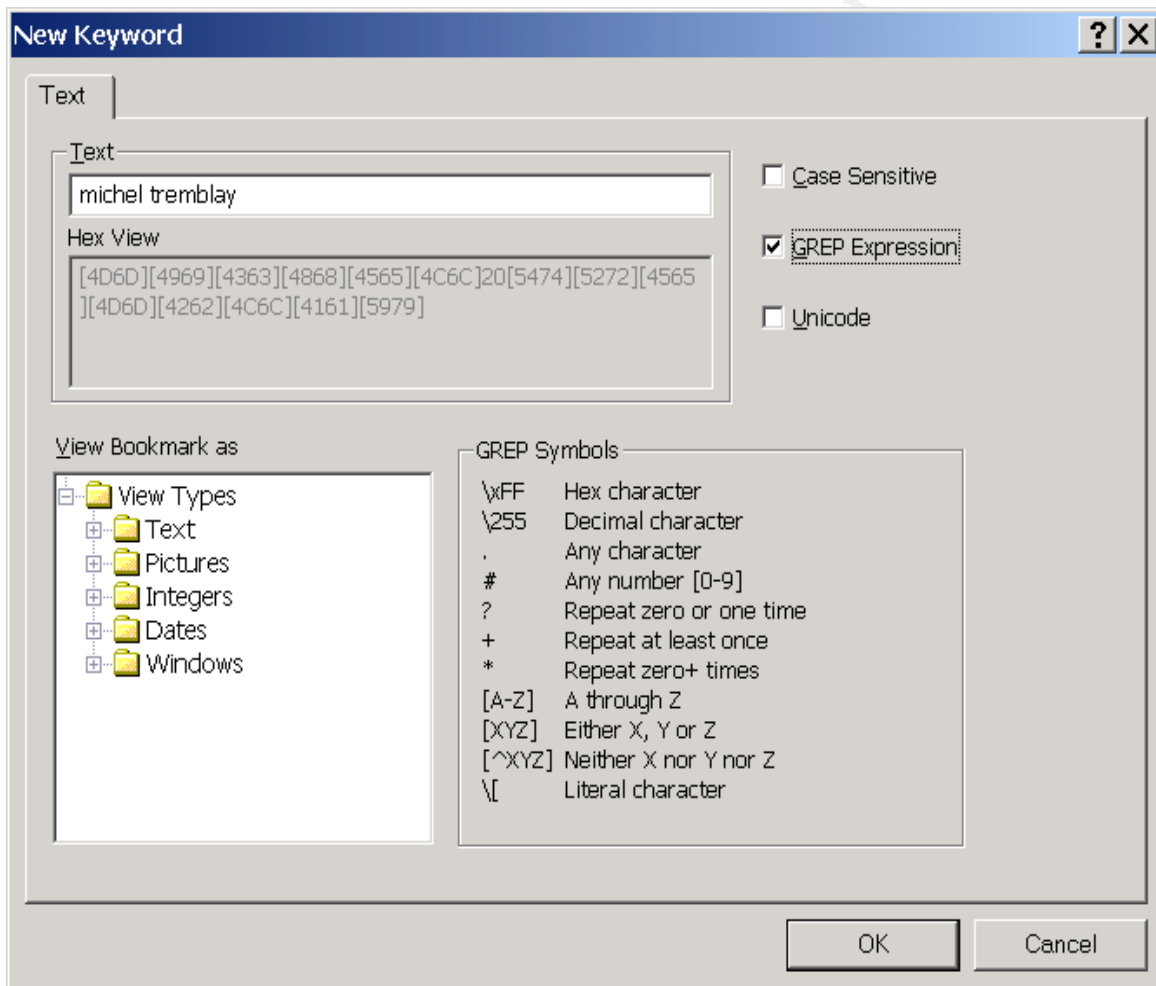 New Keyword
Text
Text
michel tremblay
Hex View
[4D6D][4969][4363][4868][4565][4C6C]20[5474][5272][4565
][4D6D][4262][4C6C][4161][5979]
Case Sensitive
GREP Expression
Unicode
View Bookmark as
View Types
Text
Pictures
Integers
Dates
Windows
GREP Symbols
\xFF Hex character
\255 Decimal character
. Any character
# Any number [0-9]
? Repeat zero or one time
+ Repeat at least once
* Repeat zero+ times
[A-Z] A through Z
[XYZ] Either X, Y or Z
[^XYZ] Neither X nor Y nor Z
\[ Literal character
OK Cancel